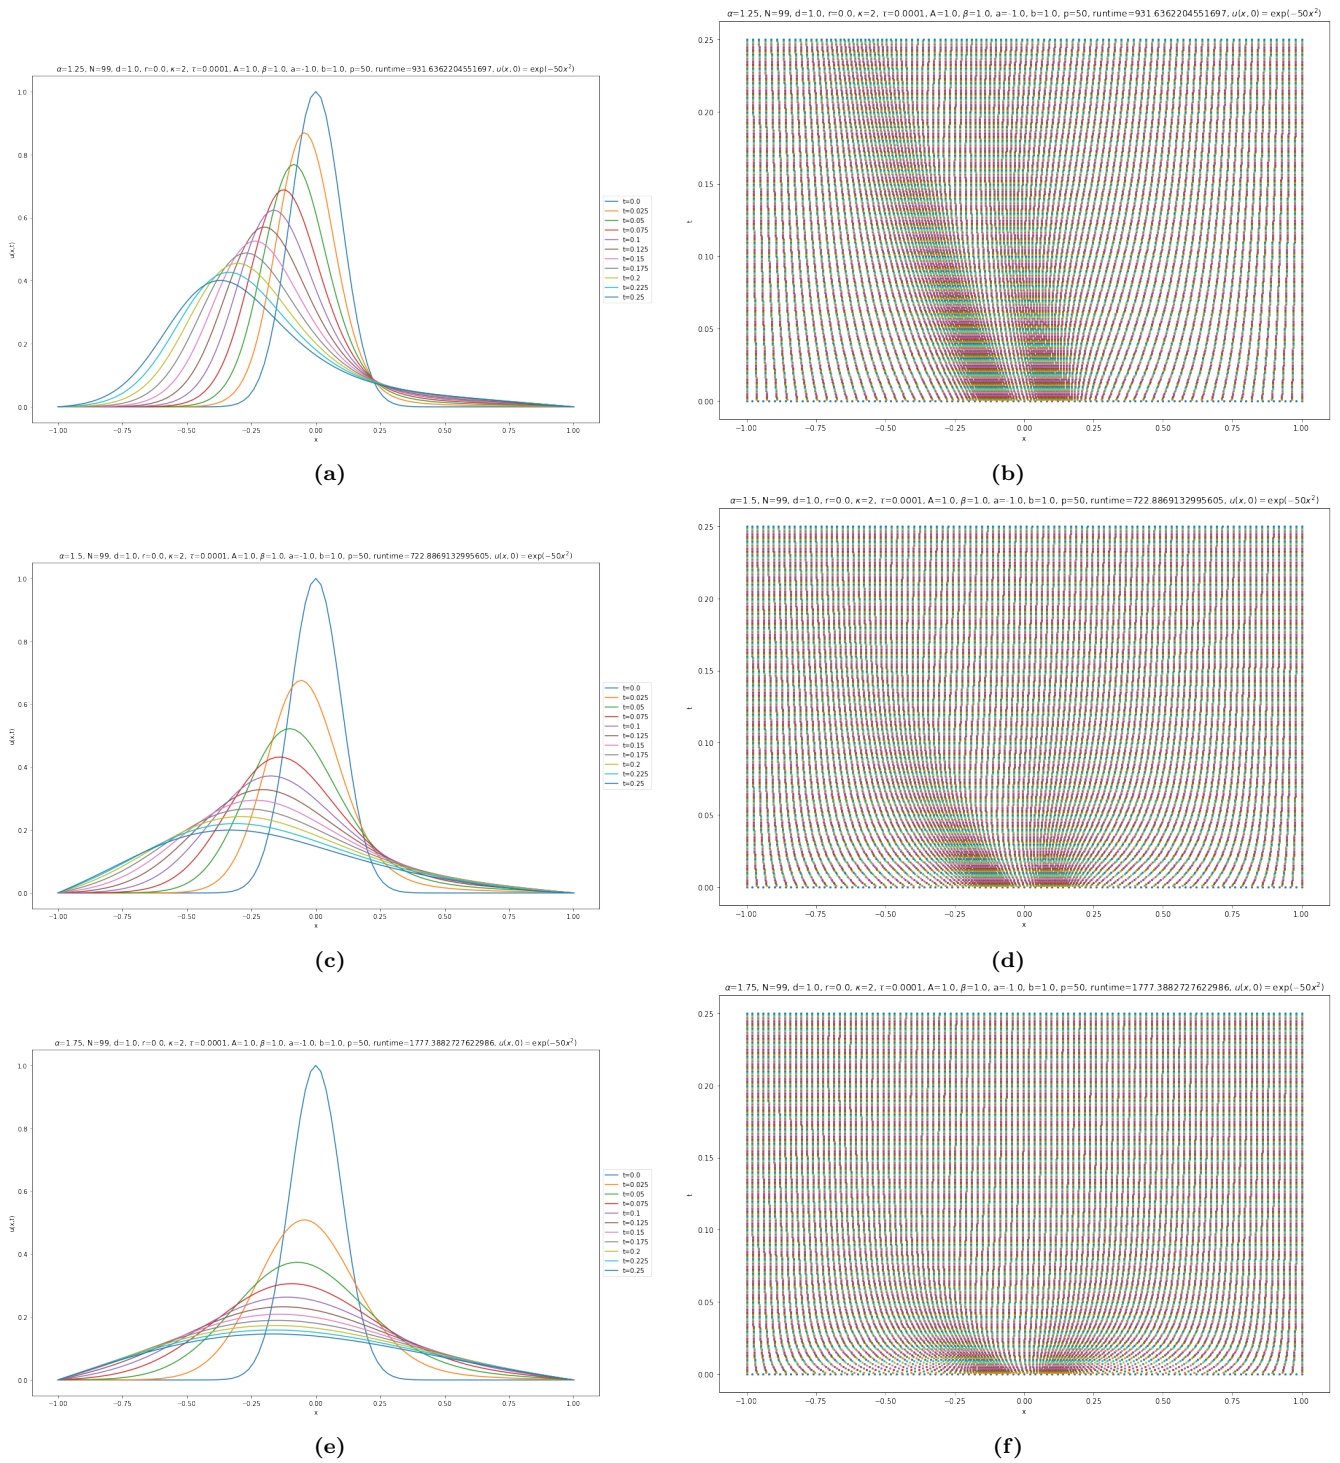 α=1.25, N=99, d=1.0, r=0.0, κ=2, τ=0.0001, A=1.0, β=1.0, a=-1.0, b=1.0, p=50, runtime=931.6362204551697, u(x, 0) = exp(−50x²)
1.0
0.8
0.6
0.4
0.2
0.0
u(x,t)
−1.00 −0.75 −0.50 −0.25 0.00 0.25 0.50 0.75 1.00
x
t=0.0
t=0.025
t=0.05
t=0.075
t=0.1
t=0.125
t=0.15
t=0.175
t=0.2
t=0.225
t=0.25
(a)
α=1.25, N=99, d=1.0, r=0.0, κ=2, τ=0.0001, A=1.0, β=1.0, a=-1.0, b=1.0, p=50, runtime=931.6362204551697, u(x, 0) = exp(−50x²)
0.25
0.20
0.15
0.10
0.05
0.00
t
−1.00 −0.75 −0.50 −0.25 0.00 0.25 0.50 0.75 1.00
x
(b)
α=1.5, N=99, d=1.0, r=0.0, κ=2, τ=0.0001, A=1.0, β=1.0, a=-1.0, b=1.0, p=50, runtime=722.8869132995605, u(x, 0) = exp(−50x²)
1.0
0.8
0.6
0.4
0.2
0.0
u(x,t)
−1.00 −0.75 −0.50 −0.25 0.00 0.25 0.50 0.75 1.00
x
t=0.0
t=0.025
t=0.05
t=0.075
t=0.1
t=0.125
t=0.15
t=0.175
t=0.2
t=0.225
t=0.25
(c)
α=1.5, N=99, d=1.0, r=0.0, κ=2, τ=0.0001, A=1.0, β=1.0, a=-1.0, b=1.0, p=50, runtime=722.8869132995605, u(x, 0) = exp(−50x²)
0.25
0.20
0.15
0.10
0.05
0.00
t
−1.00 −0.75 −0.50 −0.25 0.00 0.25 0.50 0.75 1.00
x
(d)
α=1.75, N=99, d=1.0, r=0.0, κ=2, τ=0.0001, A=1.0, β=1.0, a=-1.0, b=1.0, p=50, runtime=1777.3882727622986, u(x, 0) = exp(−50x²)
1.0
0.8
0.6
0.4
0.2
0.0
u(x,t)
−1.00 −0.75 −0.50 −0.25 0.00 0.25 0.50 0.75 1.00
x
t=0.0
t=0.025
t=0.05
t=0.075
t=0.1
t=0.125
t=0.15
t=0.175
t=0.2
t=0.225
t=0.25
(e)
α=1.75, N=99, d=1.0, r=0.0, κ=2, τ=0.0001, A=1.0, β=1.0, a=-1.0, b=1.0, p=50, runtime=1777.3882727622986, u(x, 0) = exp(−50x²)
0.25
0.20
0.15
0.10
0.05
0.00
t
−1.00 −0.75 −0.50 −0.25 0.00 0.25 0.50 0.75 1.00
x
(f)